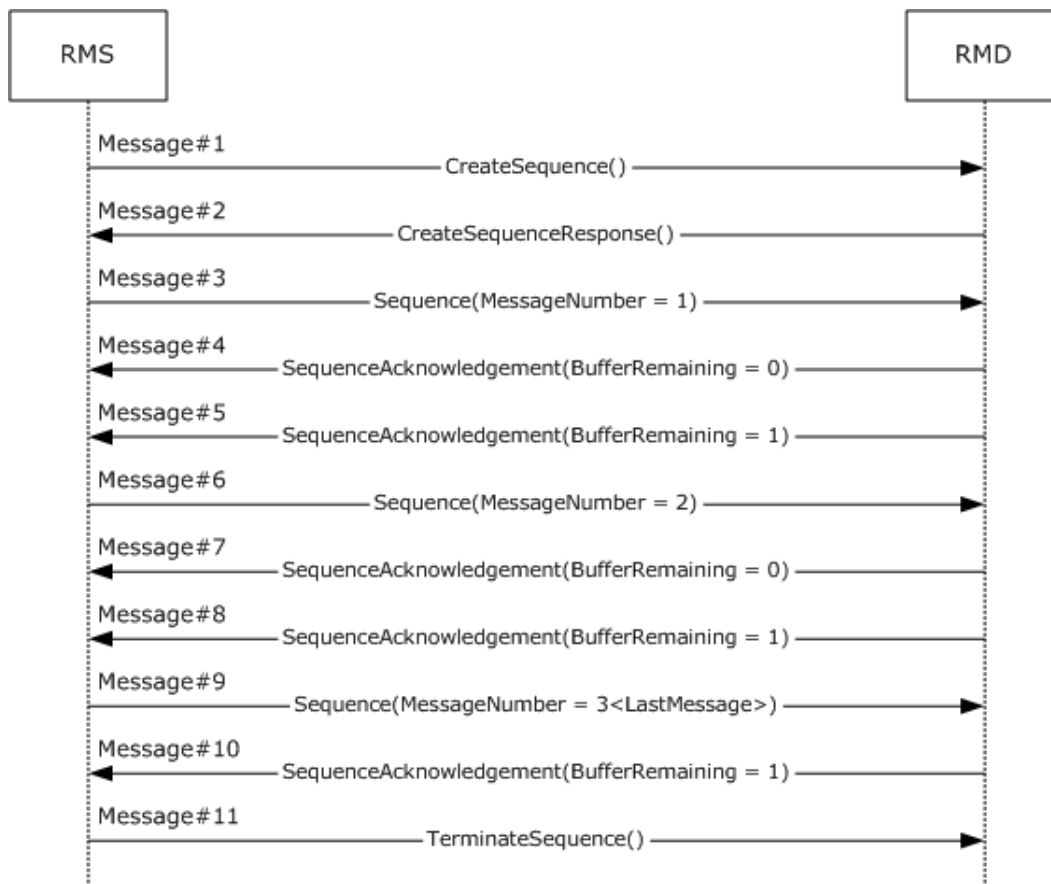 RMS
RMD
Message#1
CreateSequence()
Message#2
CreateSequenceResponse()
Message#3
Sequence(MessageNumber = 1)
Message#4
SequenceAcknowledgement(BufferRemaining = 0)
Message#5
SequenceAcknowledgement(BufferRemaining = 1)
Message#6
Sequence(MessageNumber = 2)
Message#7
SequenceAcknowledgement(BufferRemaining = 0)
Message#8
SequenceAcknowledgement(BufferRemaining = 1)
Message#9
Sequence(MessageNumber = 3<LastMessage>)
Message#10
SequenceAcknowledgement(BufferRemaining = 1)
Message#11
TerminateSequence()